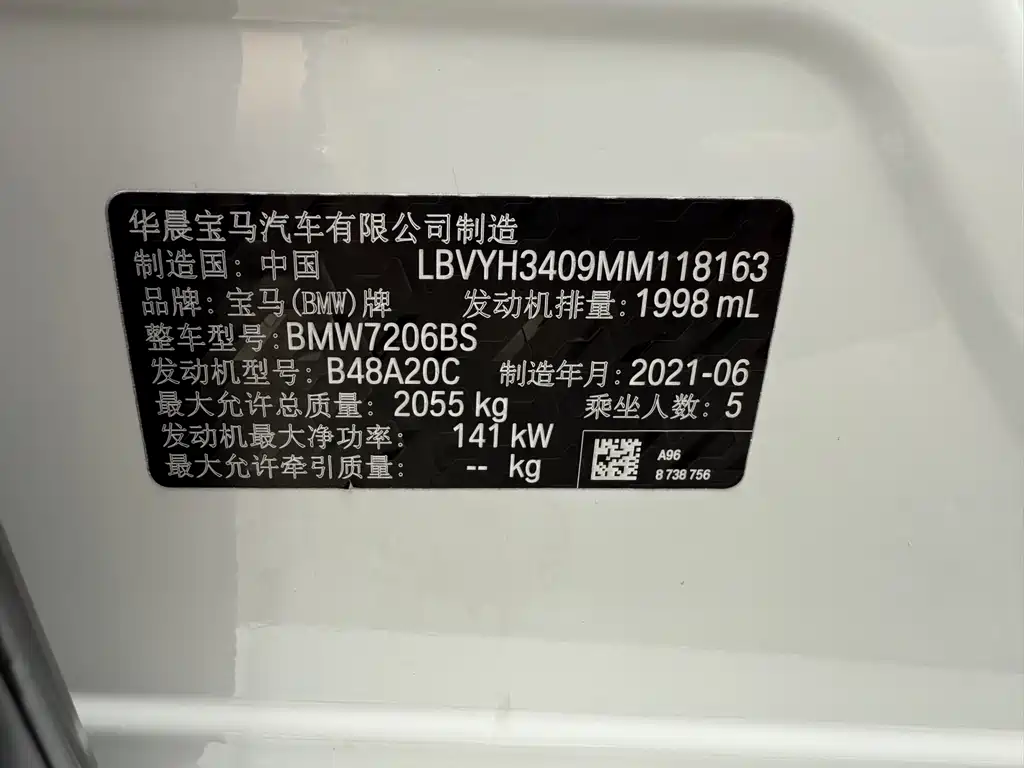 华晨宝马汽车有限公司制造
制造国: 中国 LBVYH3409MM118163
品牌: 宝马(BMW)牌 发动机排量: 1998 mL
整车型号: BMW7206BS
发动机型号: B48A20C 制造年月: 2021-06
最大允许总质量: 2055 kg 乘坐人数: 5
发动机最大净功率: 141 kW
最大允许牵引质量: -- kg
A96
8 738 756